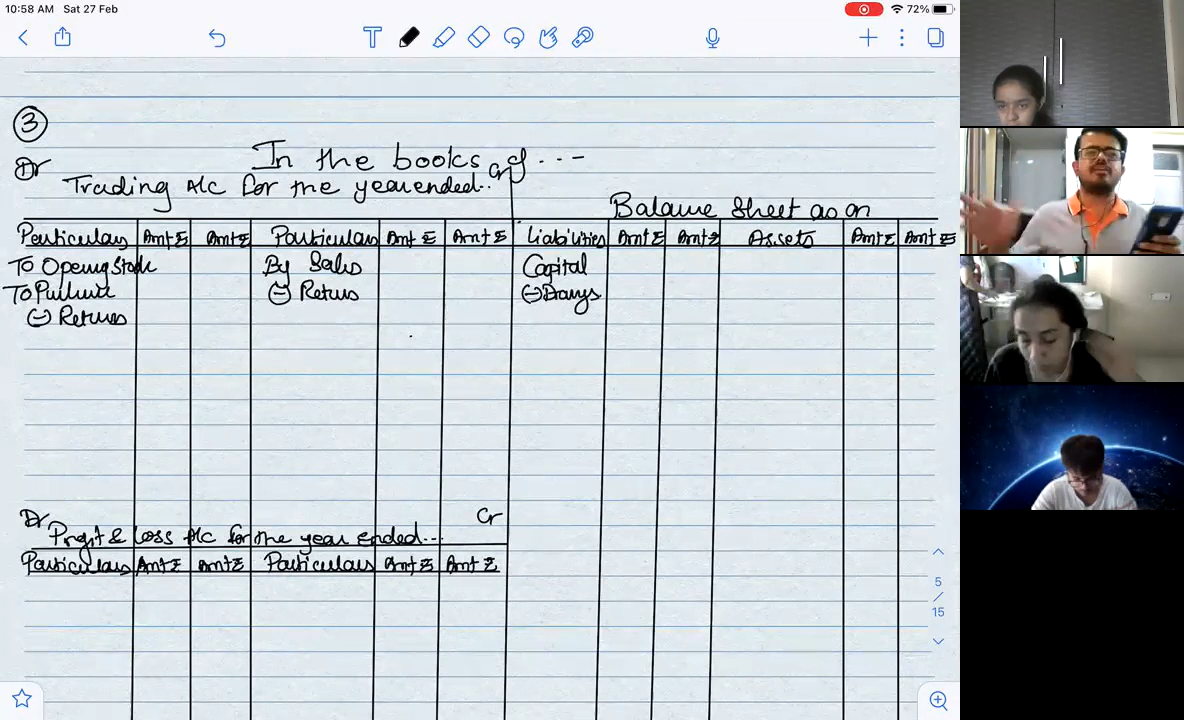 10:58 AM Sat 27 Feb
72%
3
In the books of ...
Dr Cr
Trading A/c for the year ended..
Balance Sheet as on
Particulars Amt ₹ Amt ₹ Particulars Amt ₹ Amt ₹ Liabilities Amt ₹ Amt ₹ Assets Amt ₹ Amt ₹
To Openg Stock By Sales Capital
To Purchase (-) Returns (-) Drawgs
(-) Returns
Dr Cr
Profit & Loss A/c for the year ended...
Particulars Amt ₹ Amt ₹ Particulars Amt ₹ Amt ₹
5
/
15